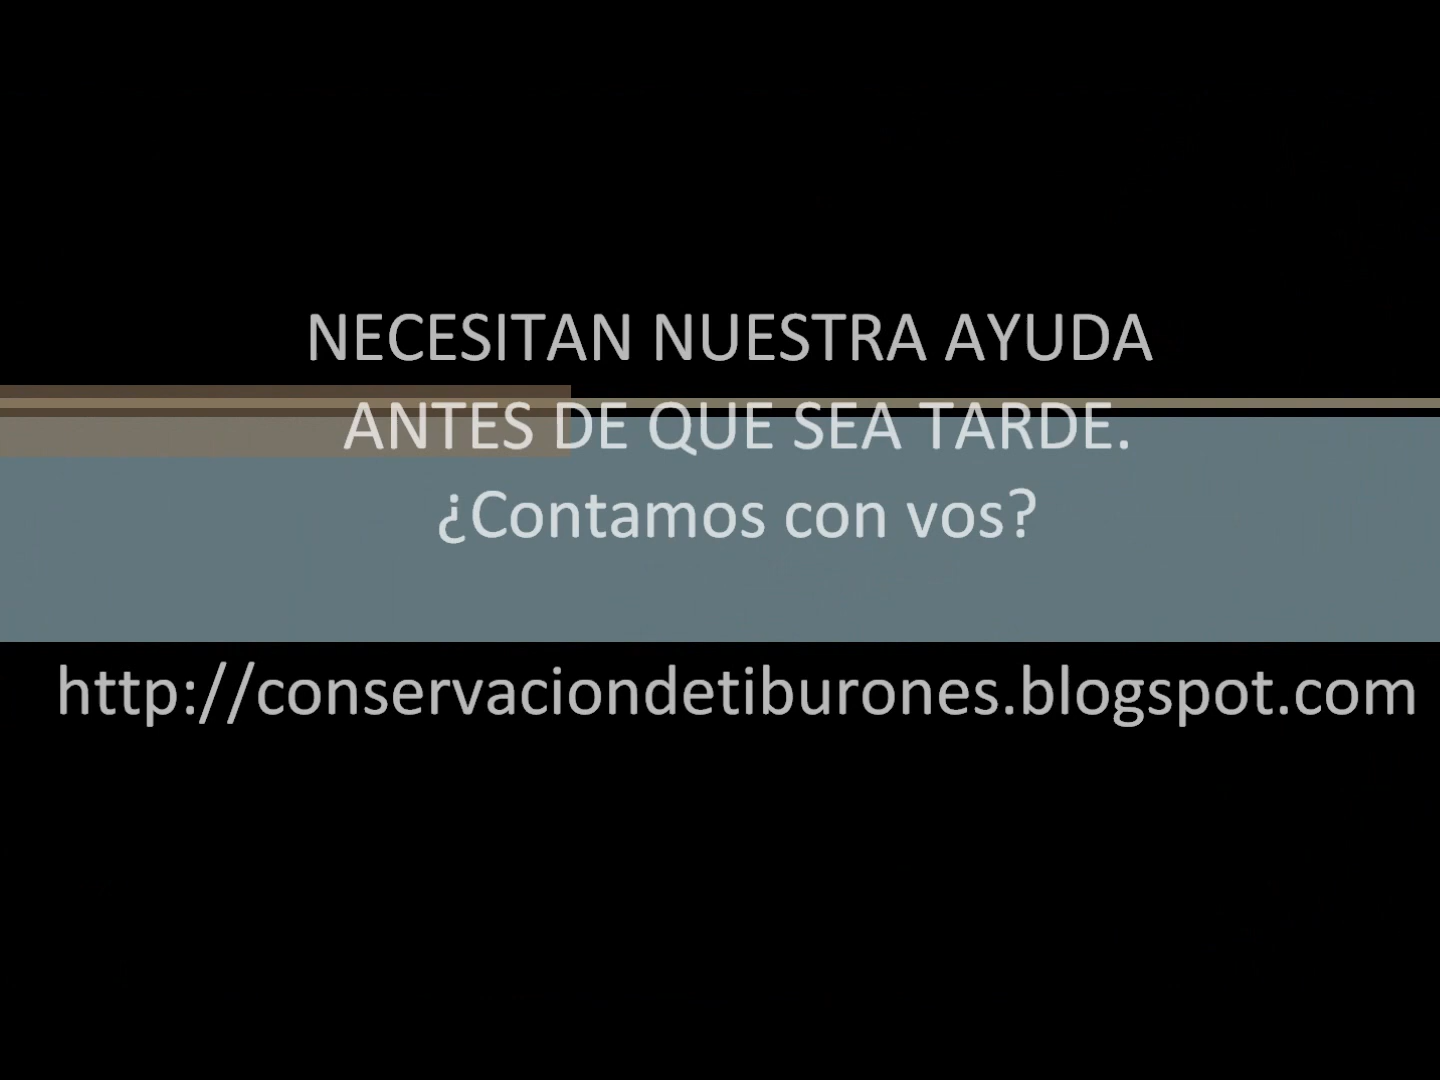 NECESITAN NUESTRA AYUDA
ANTES DE QUE SEA TARDE.
¿Contamos con vos?
http://conservaciondetiburones.blogspot.com